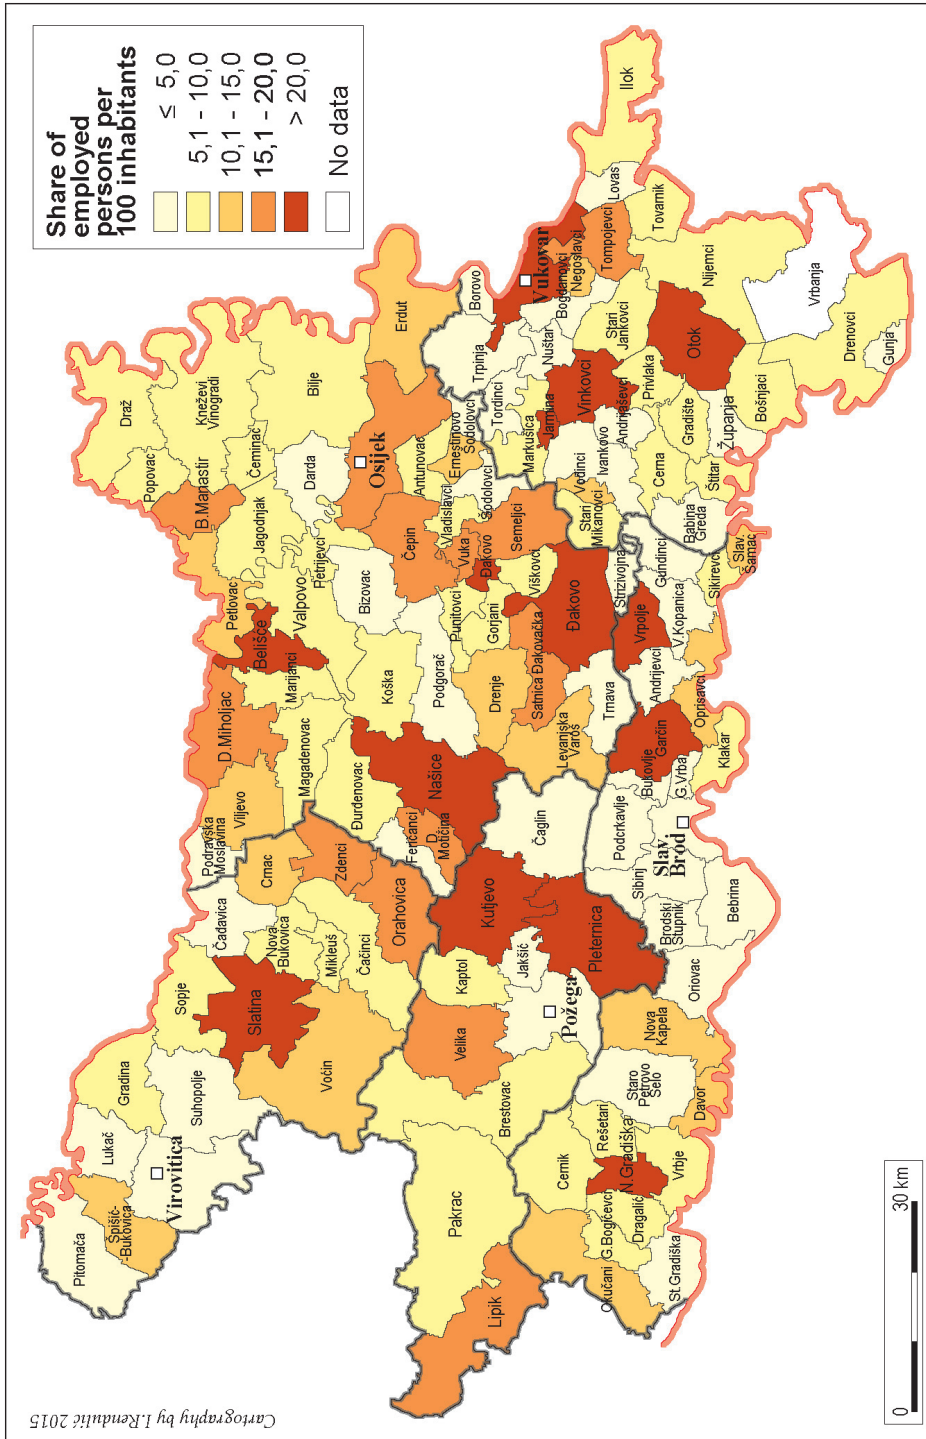 Share of
employed
persons per
100 inhabitants
≤ 5,0
5,1 - 10,0
10,1 - 15,0
15,1 - 20,0
> 20,0
No data
Pitomača
Spišić-
-Bukovica
Lukač
Virovitica
Gradina
Suhopolje
Sopje
Slatina
Voćin
Čađavica
Nova
Bukovica
Mikleuš
Čačinci
Crnac
Zdenci
Orahovica
Podravska
Moslavina
Viljevo
D.Miholjac
Magadenovac
Marijanci
Đurđenovac
Našice
Feričanci
D.
Motičina
Belišće
Valpovo
Petlovac
Petrijevci
Koška
Podgorač
Bizovac
B.Manastir
Popovac
Draž
Kneževi
Vinogradi
Jagodnjak
Čeminac
Darda
Bilje
Osijek
Erdut
Čepin
Antunovac
Vladislavci
Ernestinovo
Šodolovci
Šodolovci
Vuka
Đakovo
Semeljci
Punitovci
Gorjani
Viškovci
Drenje
Satnica Đakovačka
Đakovo
Levanjska
Varoš
Trnava
Strizivojna
Pakrac
Lipik
Brestovac
Velika
Kaptol
Jakšić
Požega
Kutjevo
Pleternica
Čaglin
Okučani
Cernik
G.Bogićevci
Dragalić
St.Gradiška
N.Gradiška
Rešetari
Vrbje
Staro
Petrovo
Selo
Davor
Nova
Kapela
Oriovac
Brodski
Stupnik
Sibinj
Bebrina
Podcrkavlje
Slav.
Brod
G.Vrba
Bukovlje
Garčin
Klakar
Oprisavci
Andrijevci
Vrpolje
V.Kopanica
Gundinci
Sikirevci
Slav.
Šamac
Babina
Greda
Stari
Mikanovci
Vođinci
Ivankovo
Markušica
Jarmina
Vinkovci
Andrijaševci
Tordinci
Trpinja
Borovo
Vukovar
Nuštar
Bogdanovci
Negoslavci
Tompojevci
Lovas
Ilok
Tovarnik
Stari
Jankovci
Privlaka
Otok
Nijemci
Cerna
Gradište
Štitar
Županja
Bošnjaci
Vrbanja
Drenovci
Gunja
0
30 km
Cartography by I.Rendulić 2015